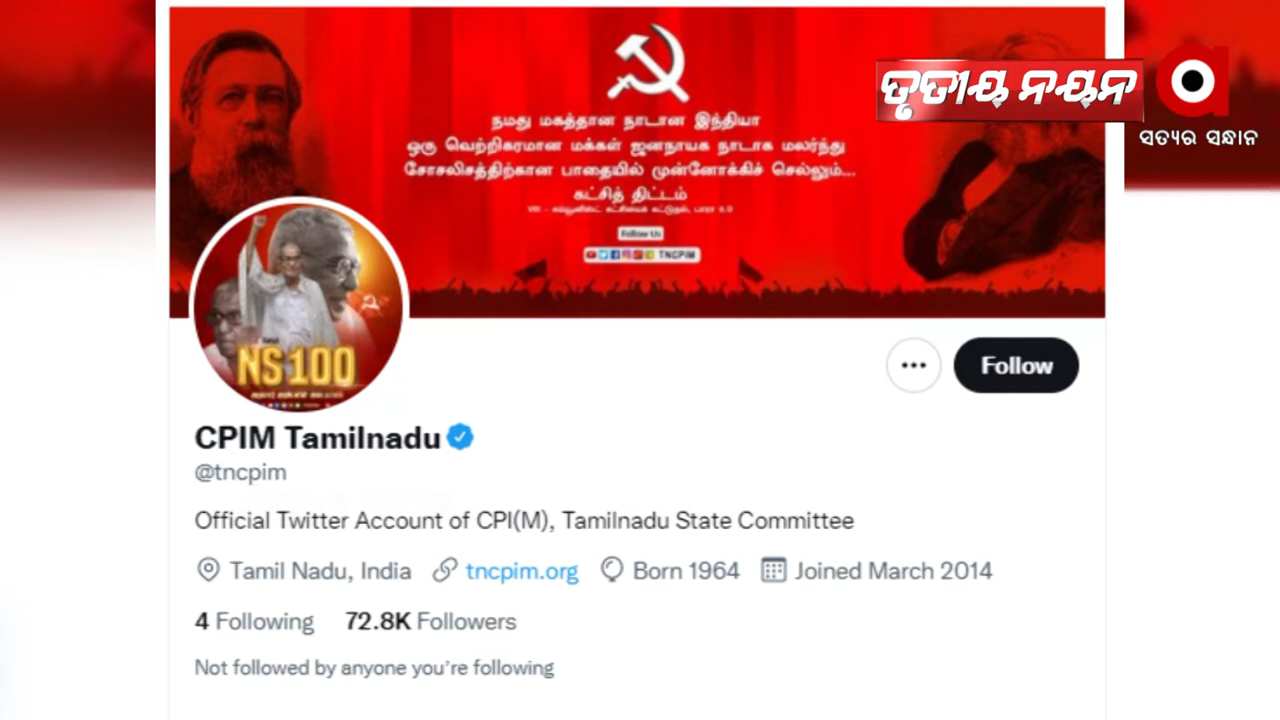 நமது மகத்தான நாடான இந்தியா
ஒரு வெற்றிகரமான மக்கள் ஜனநாயக நாடாக மலர்ந்து
சோசலிசத்திற்கான பாதையில் முன்னோக்கிச் செல்லும்...
கட்சித் திட்டம்
Follow Us
TNCPIM
ତୃତୀୟ ନୟନ
ସତ୍ୟର ସନ୍ଧାନ
NS100
Follow
CPIM Tamilnadu
@tncpim
Official Twitter Account of CPI(M), Tamilnadu State Committee
Tamil Nadu, India tncpim.org Born 1964 Joined March 2014
4 Following 72.8K Followers
Not followed by anyone you're following